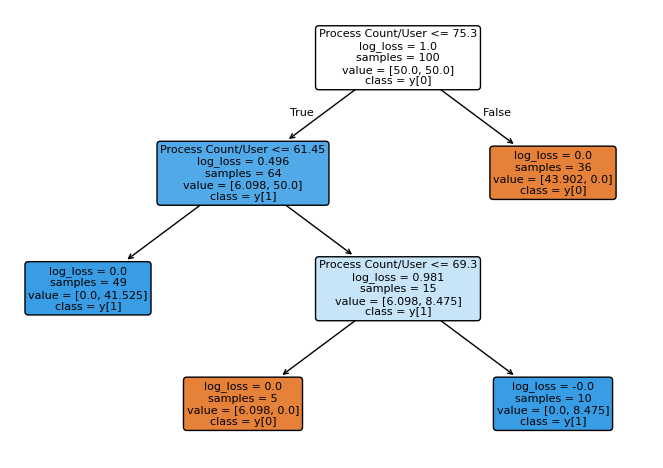 Process Count/User <= 75.3
log_loss = 1.0
samples = 100
value = [50.0, 50.0]
class = y[0]
True
False
Process Count/User <= 61.45
log_loss = 0.496
samples = 64
value = [6.098, 50.0]
class = y[1]
log_loss = 0.0
samples = 36
value = [43.902, 0.0]
class = y[0]
log_loss = 0.0
samples = 49
value = [0.0, 41.525]
class = y[1]
Process Count/User <= 69.3
log_loss = 0.981
samples = 15
value = [6.098, 8.475]
class = y[1]
log_loss = 0.0
samples = 5
value = [6.098, 0.0]
class = y[0]
log_loss = -0.0
samples = 10
value = [0.0, 8.475]
class = y[1]